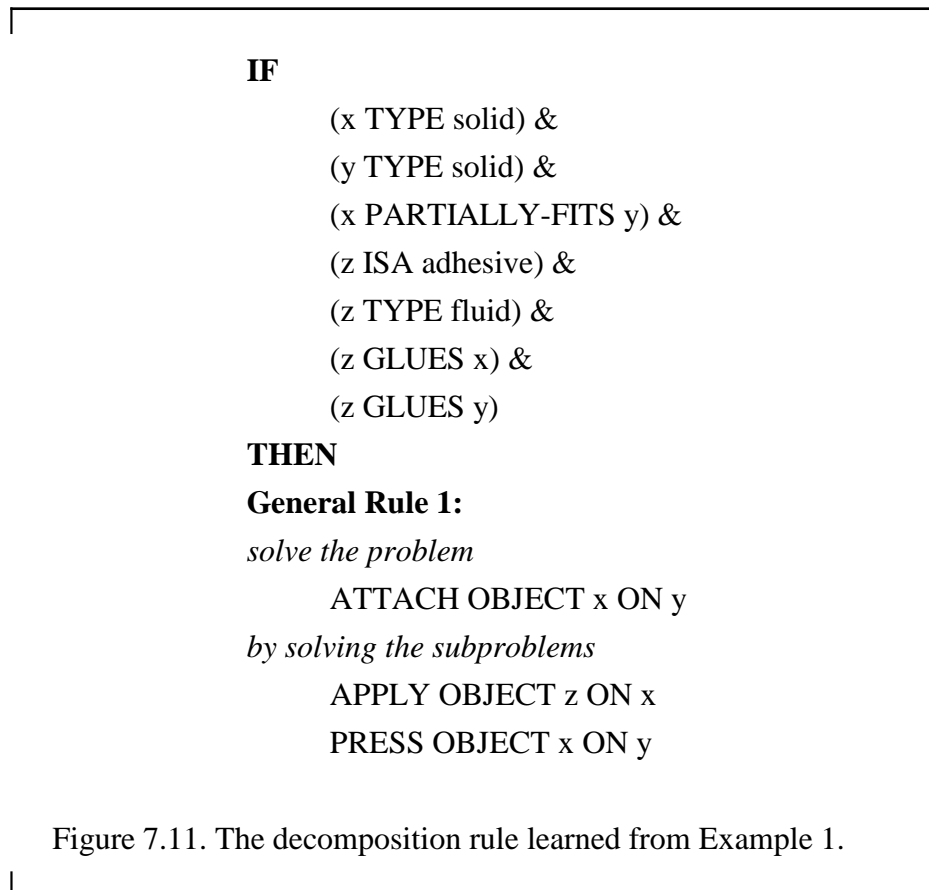 IF
(x TYPE solid) &
(y TYPE solid) &
(x PARTIALLY-FITS y) &
(z ISA adhesive) &
(z TYPE fluid) &
(z GLUES x) &
(z GLUES y)
THEN
General Rule 1:
solve the problem
ATTACH OBJECT x ON y
by solving the subproblems
APPLY OBJECT z ON x
PRESS OBJECT x ON y
Figure 7.11. The decomposition rule learned from Example 1.